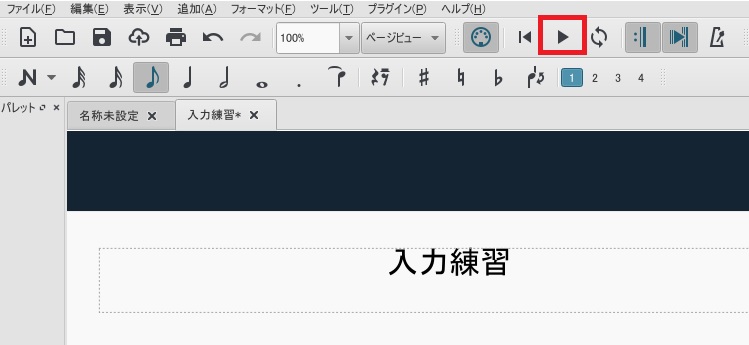 ファイル(F) 編集(E) 表示(V) 追加(A) フォーマット(F) ツール(T) プラグイン(P) ヘルプ(H)
100% ページビュー
1 2 3 4
パレット
名称未設定 入力練習*
入力練習